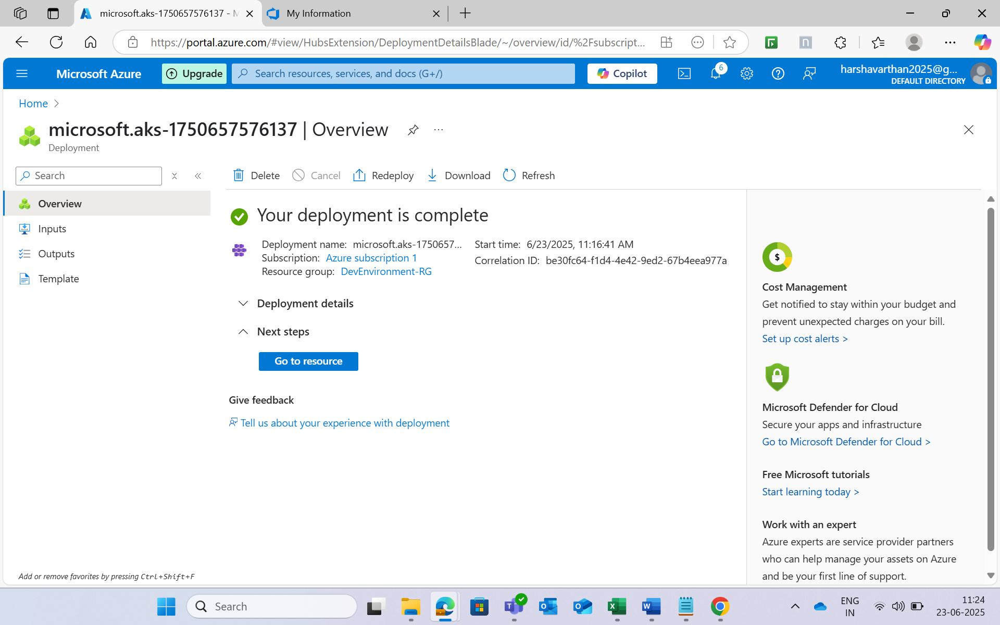 microsoft.aks-1750657576137 - M
My Information
https://portal.azure.com/#view/HubsExtension/DeploymentDetailsBlade/~/overview/id/%2Fsubscript...
Microsoft Azure
Upgrade
Search resources, services, and docs (G+/)
Copilot
6
harshavarthan2025@g...
DEFAULT DIRECTORY
Home
microsoft.aks-1750657576137 | Overview
Deployment
Search
Delete
Cancel
Redeploy
Download
Refresh
Overview
Inputs
Outputs
Template
Your deployment is complete
Deployment name: microsoft.aks-1750657...
Subscription: Azure subscription 1
Resource group: DevEnvironment-RG
Start time: 6/23/2025, 11:16:41 AM
Correlation ID: be30fc64-f1d4-4e42-9ed2-67b4eea977a
Deployment details
Next steps
Go to resource
Give feedback
Tell us about your experience with deployment
Cost Management
Get notified to stay within your budget and
prevent unexpected charges on your bill.
Set up cost alerts >
Microsoft Defender for Cloud
Secure your apps and infrastructure
Go to Microsoft Defender for Cloud >
Free Microsoft tutorials
Start learning today >
Work with an expert
Azure experts are service provider partners
who can help manage your assets on Azure
and be your first line of support.
Add or remove favorites by pressing Ctrl+Shift+F
Search
ENG
IN
11:24
23-06-2025